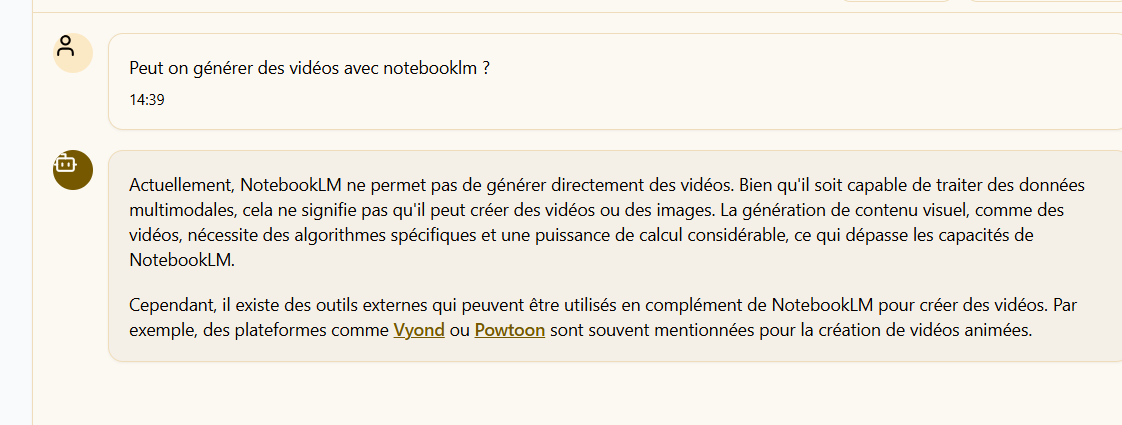 Peut on générer des vidéos avec notebooklm ?
14:39
Actuellement, NotebookLM ne permet pas de générer directement des vidéos. Bien qu'il soit capable de traiter des données
multimodales, cela ne signifie pas qu'il peut créer des vidéos ou des images. La génération de contenu visuel, comme des
vidéos, nécessite des algorithmes spécifiques et une puissance de calcul considérable, ce qui dépasse les capacités de
NotebookLM.
Cependant, il existe des outils externes qui peuvent être utilisés en complément de NotebookLM pour créer des vidéos. Par
exemple, des plateformes comme Vyond ou Powtoon sont souvent mentionnées pour la création de vidéos animées.